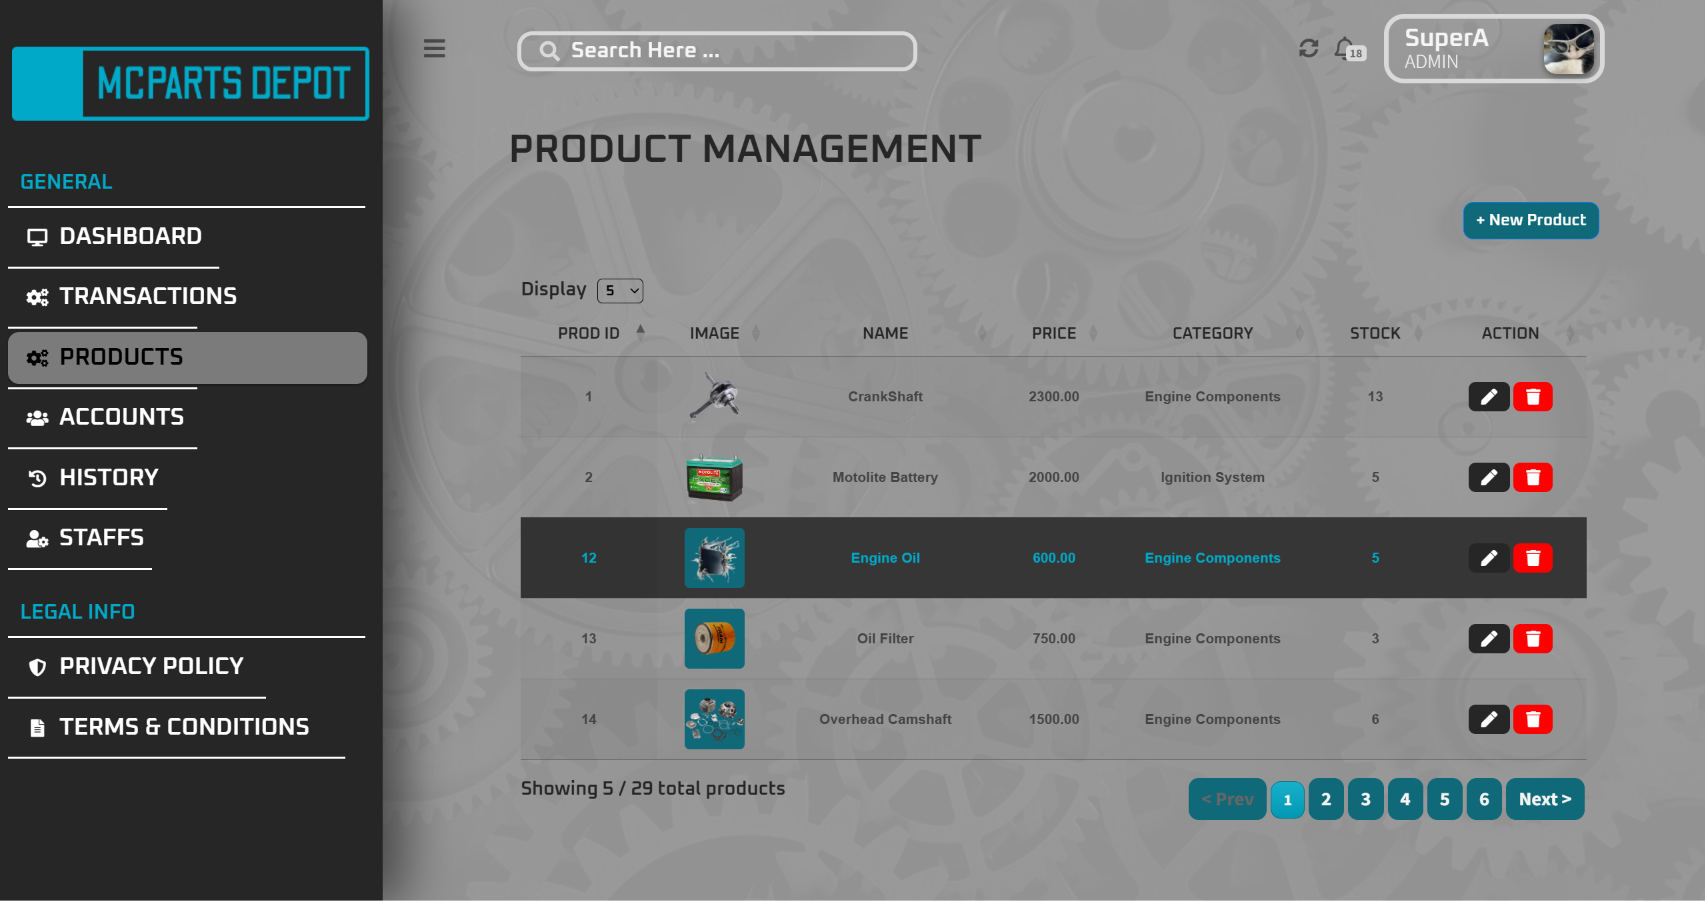 MCPARTS DEPOT
GENERAL
DASHBOARD
TRANSACTIONS
PRODUCTS
ACCOUNTS
HISTORY
STAFFS
LEGAL INFO
PRIVACY POLICY
TERMS & CONDITIONS
Search Here ...
18
SuperA
ADMIN
PRODUCT MANAGEMENT
+ New Product
Display 5
PROD ID IMAGE NAME PRICE CATEGORY STOCK ACTION
1 CrankShaft 2300.00 Engine Components 13
2 Motolite Battery 2000.00 Ignition System 5
12 Engine Oil 600.00 Engine Components 5
13 Oil Filter 750.00 Engine Components 3
14 Overhead Camshaft 1500.00 Engine Components 6
Showing 5 / 29 total products
< Prev 1 2 3 4 5 6 Next >